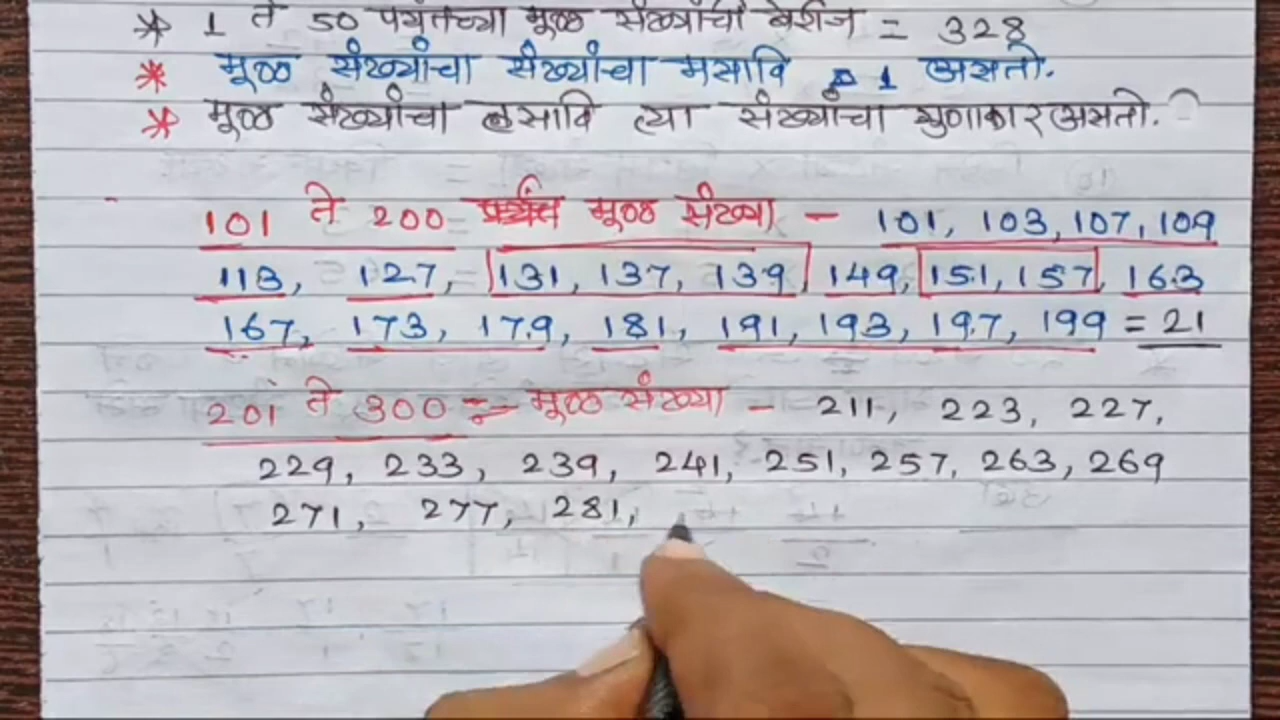 * 1 ते 50 पर्यंतच्या मूळ संख्यांची बेरीज = 328
* मूळ संख्यांचा संख्यांचा मसावि 1 असतो.
* मूळ संख्यांचा लसावि त्या संख्यांचा गुणाकार असतो.
101 ते 200 पर्यंत मूळ संख्या - 101, 103, 107, 109
113, 127, 131, 137, 139, 149, 151, 157, 163
167, 173, 179, 181, 191, 193, 197, 199 = 21
201 ते 300 = मूळ संख्या - 211, 223, 227,
229, 233, 239, 241, 251, 257, 263, 269
271, 277, 281,